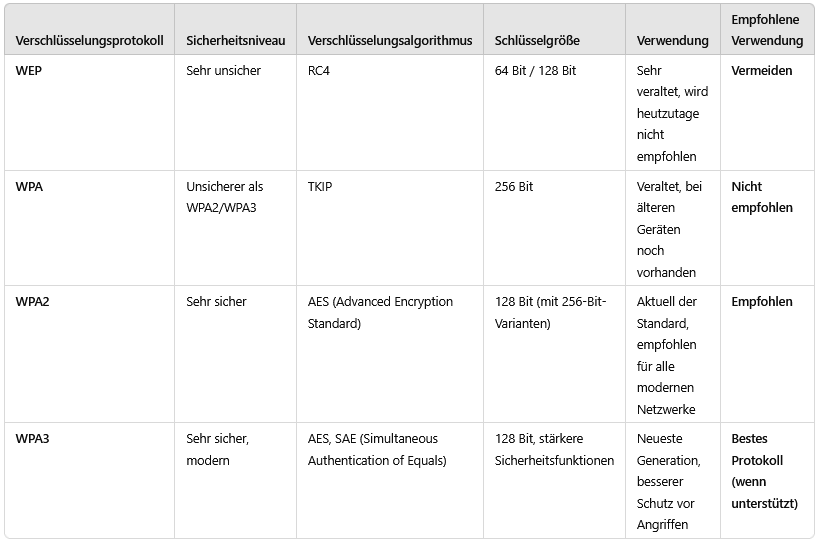 Verschlüsselungsprotokoll Sicherheitsniveau Verschlüsselungsalgorithmus Schlüsselgröße Verwendung Empfohlene Verwendung
WEP
Sehr unsicher
RC4
64 Bit / 128 Bit
Sehr
veraltet, wird
heutzutage
nicht
empfohlen
Vermeiden
WPA
Unsicherer als
WPA2/WPA3
TKIP
256 Bit
Veraltet, bei
älteren
Geräten
noch
vorhanden
Nicht
empfohlen
WPA2
Sehr sicher
AES (Advanced Encryption
Standard)
128 Bit (mit 256-Bit-
Varianten)
Aktuell der
Standard,
empfohlen
für alle
modernen
Netzwerke
Empfohlen
WPA3
Sehr sicher,
modern
AES, SAE (Simultaneous
Authentication of Equals)
128 Bit, stärkere
Sicherheitsfunktionen
Neueste
Generation,
besserer
Schutz vor
Angriffen
Bestes
Protokoll
(wenn
unterstützt)